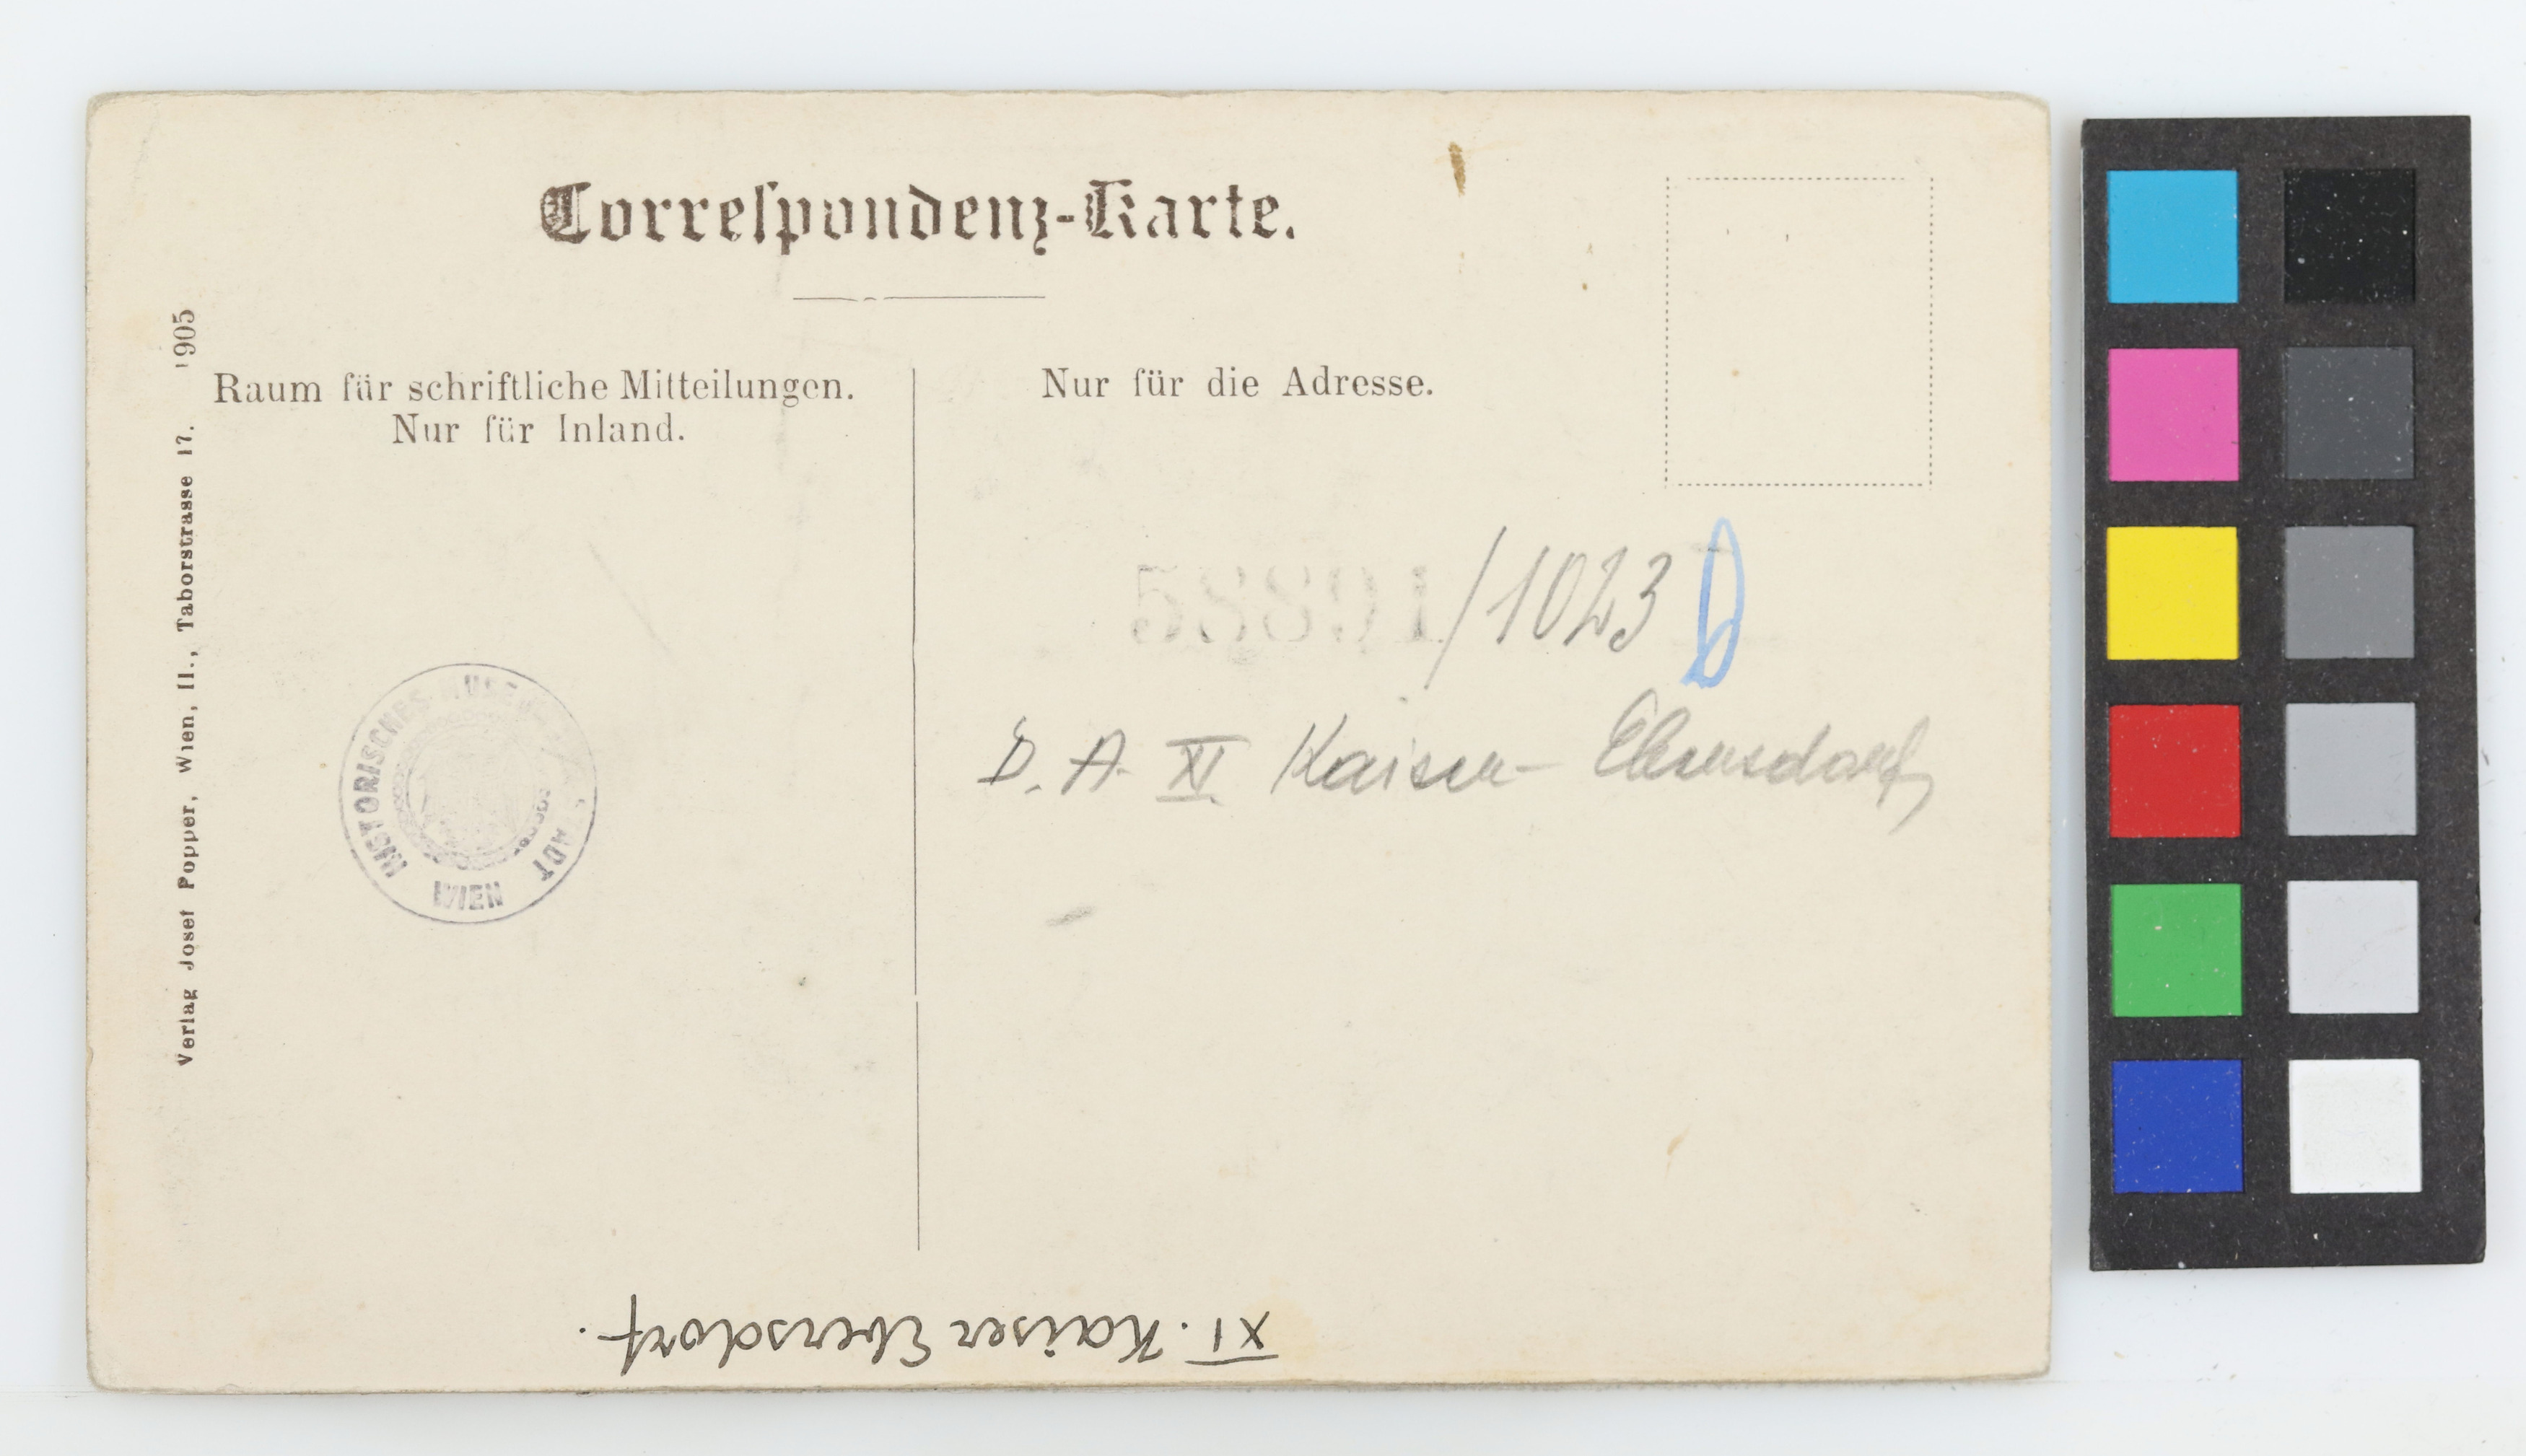 Correſpondenz-Karte.
Raum für schriftliche Mitteilungen.
Nur für Inland.
Nur für die Adresse.
Verlag Josef Popper, Wien, II., Taborstrasse 17. 1905
58891/1023
D. A. XI Kaiser-Ebersdorf
HISTORISCHES MUSEUM STADT WIEN
XI. Kaiser Ebersdorf.